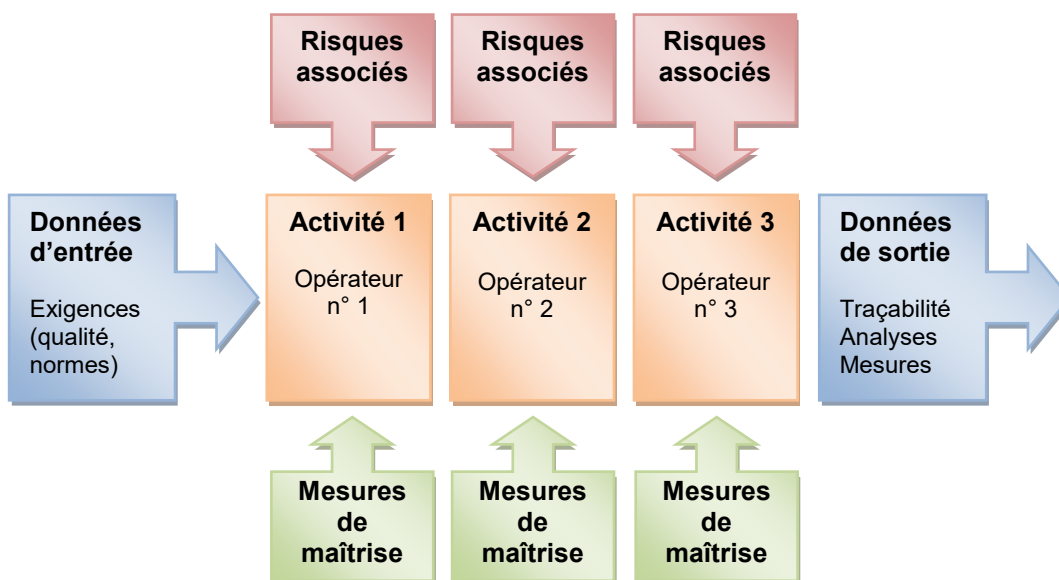 Risques
associés
Risques
associés
Risques
associés
Données
d'entrée
Exigences
(qualité,
normes)
Activité 1
Opérateur
n° 1
Activité 2
Opérateur
n° 2
Activité 3
Opérateur
n° 3
Données
de sortie
Traçabilité
Analyses
Mesures
Mesures
de
maîtrise
Mesures
de
maîtrise
Mesures
de
maîtrise